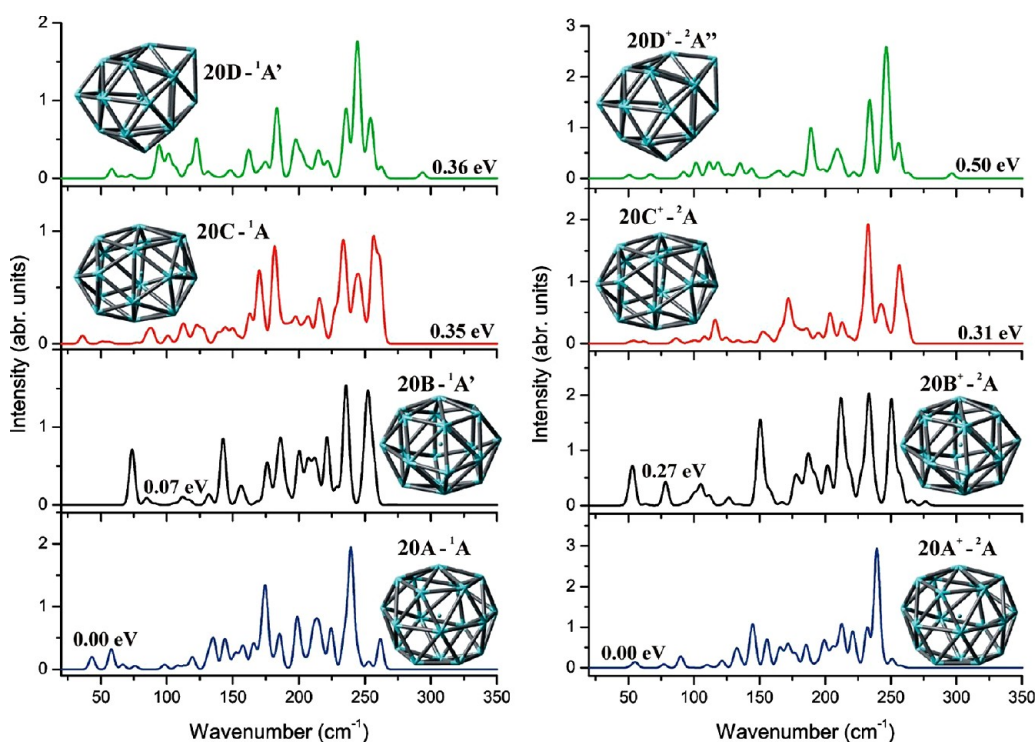 2
1
0
20D - ¹A’
0.36 eV
1
0
20C - ¹A
0.35 eV
2
1
0
20B - ¹A’
0.07 eV
2
1
0
20A - ¹A
0.00 eV
50 100 150 200 250 300 350
Wavenumber (cm⁻¹)
Intensity (abr. units)
3
2
1
0
20D⁺ - ²A”
0.50 eV
2
1
0
20C⁺ - ²A
0.31 eV
2
1
0
20B⁺ - ²A
0.27 eV
3
2
1
0
20A⁺ - ²A
0.00 eV
50 100 150 200 250 300 350
Wavenumber (cm⁻¹)
Intensity (abr. units)